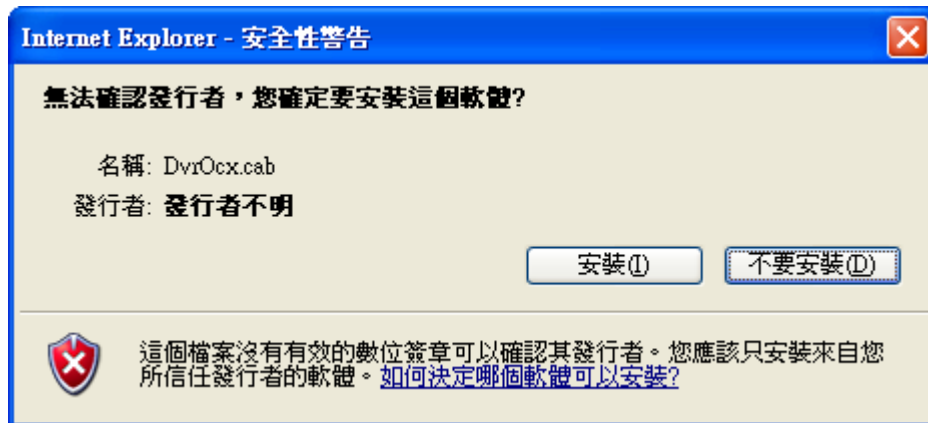 Internet Explorer - 安全性警告
無法確認發行者，您確定要安裝這個軟體?
名稱: DvrOcx.cab
發行者: 發行者不明
安裝(I) 不要安裝(D)
這個檔案沒有有效的數位簽章可以確認其發行者。您應該只安裝來自您
所信任發行者的軟體。如何決定哪個軟體可以安裝?